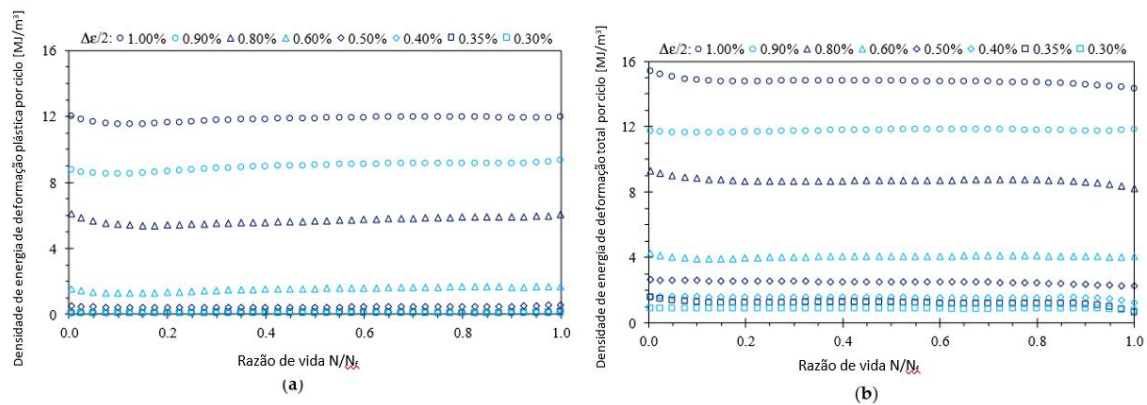 Densidade de energia de deformação plástica por ciclo [MJ/m³]
Δε/2: 1.00% 0.90% 0.80% 0.60% 0.50% 0.40% 0.35% 0.30%
16
12
8
4
0
0.0 0.2 0.4 0.6 0.8 1.0
Razão de vida N/Nf
(a)
Densidade de energia de deformação total por ciclo [MJ/m³]
Δε/2: 1.00% 0.90% 0.80% 0.60% 0.50% 0.40% 0.35% 0.30%
16
12
8
4
0
0.0 0.2 0.4 0.6 0.8 1.0
Razão de vida N/Nf
(b)